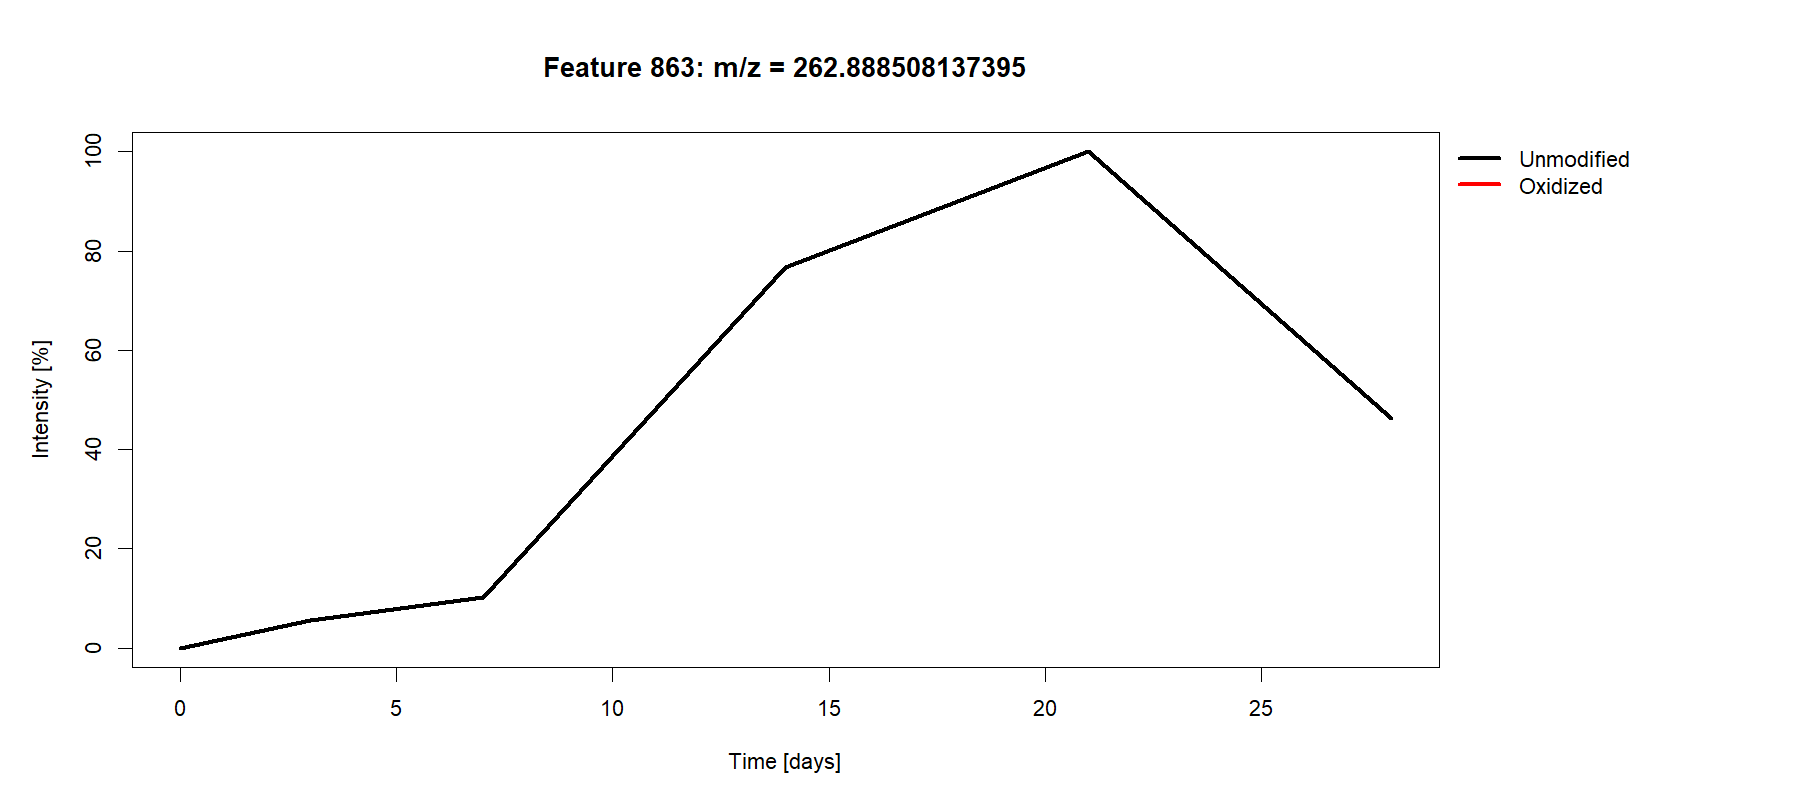 Feature 863: m/z = 262.888508137395
Unmodified
Oxidized
Intensity [%]
100
80
60
40
20
0
0 5 10 15 20 25
Time [days]